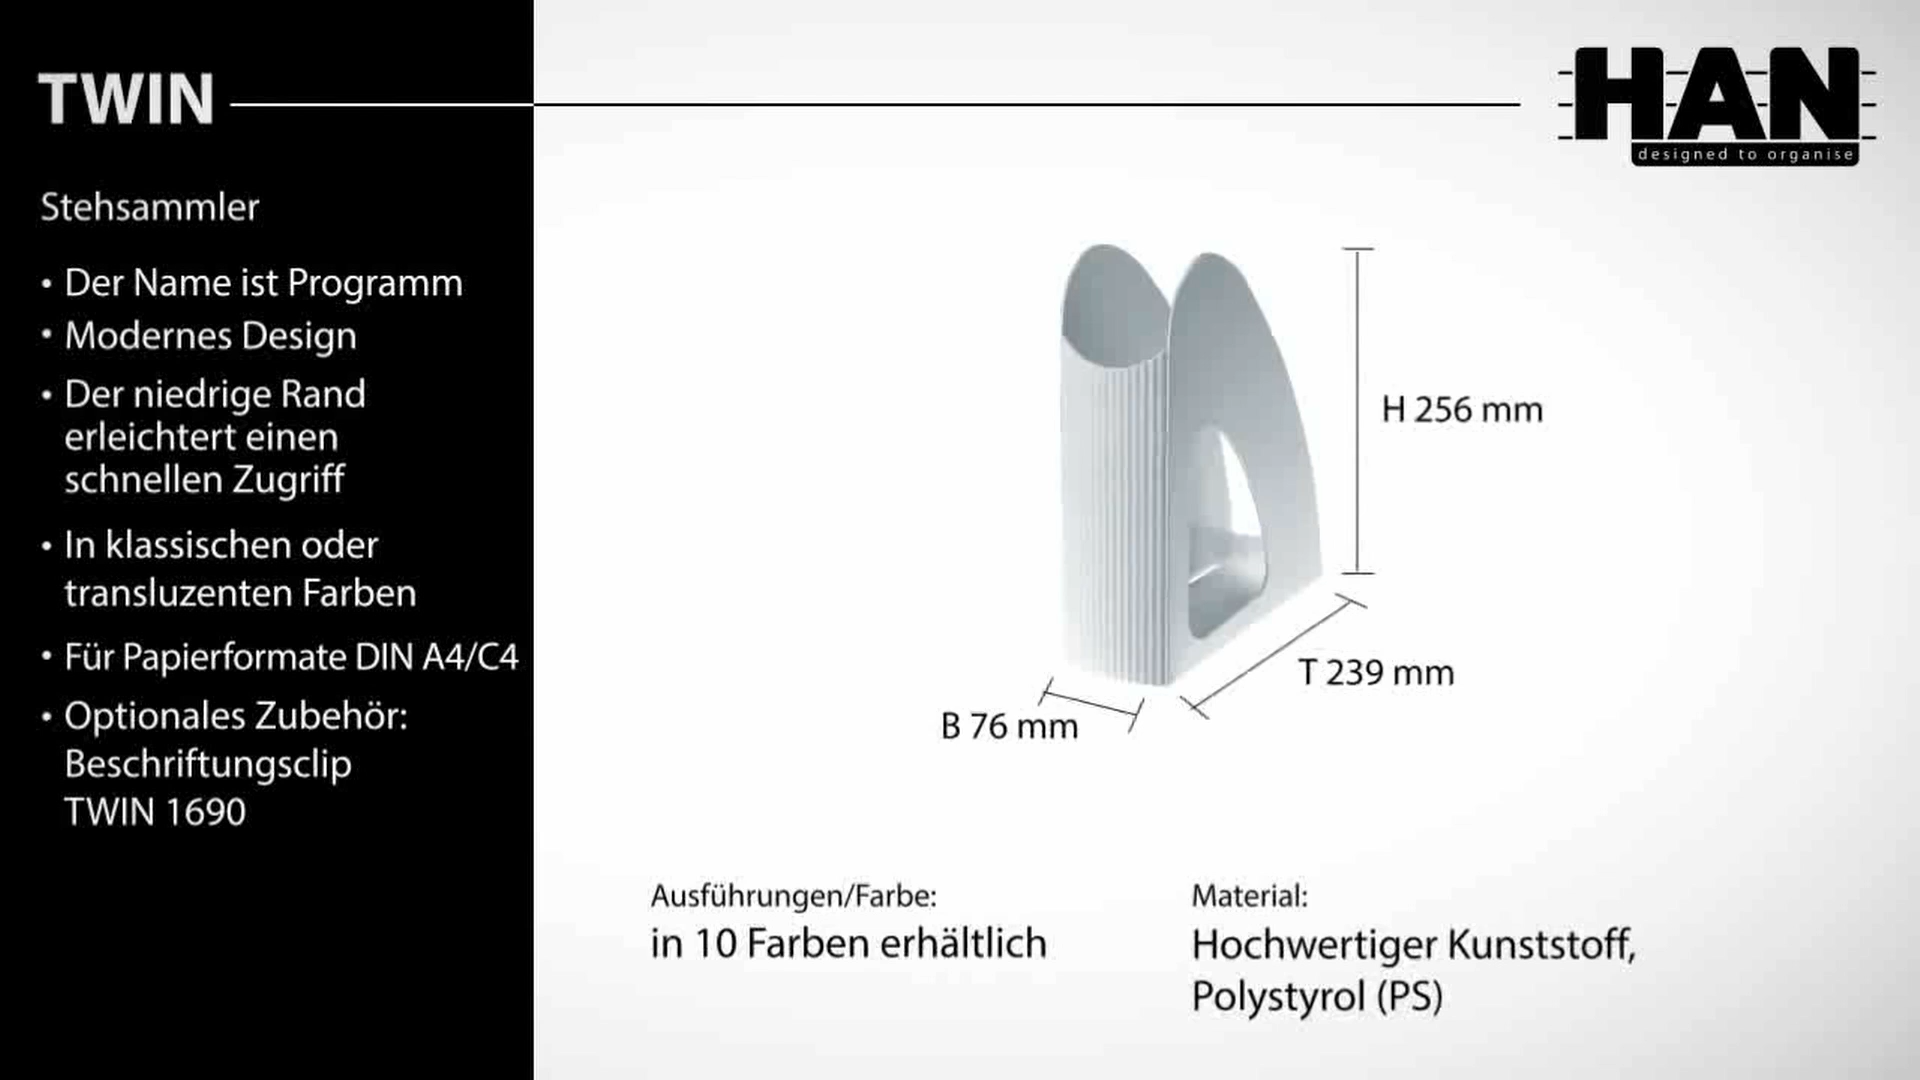 TWIN
HAN
designed to organise
Stehsammler
• Der Name ist Programm
• Modernes Design
• Der niedrige Rand
erleichtert einen
schnellen Zugriff
• In klassischen oder
transluzenten Farben
• Für Papierformate DIN A4/C4
• Optionales Zubehör:
Beschriftungsclip
TWIN 1690
H 256 mm
T 239 mm
B 76 mm
Ausführungen/Farbe:
in 10 Farben erhältlich
Material:
Hochwertiger Kunststoff,
Polystyrol (PS)